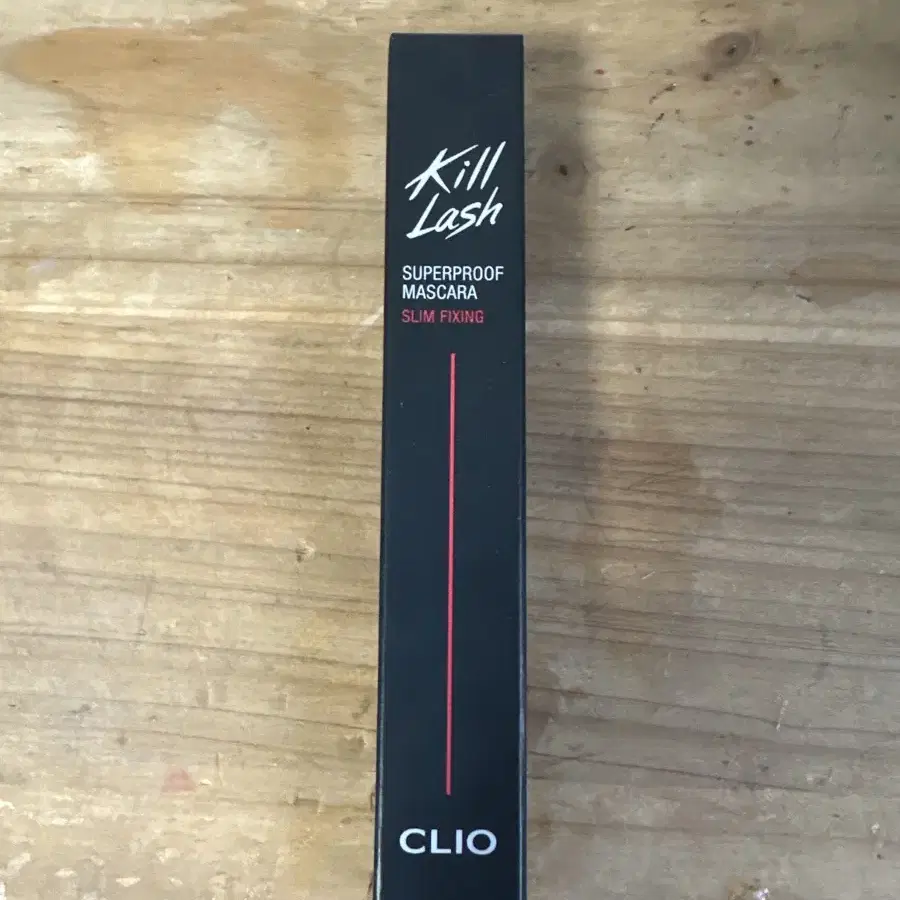 Kill
Lash
SUPERPROOF
MASCARA
SLIM FIXING
CLIO